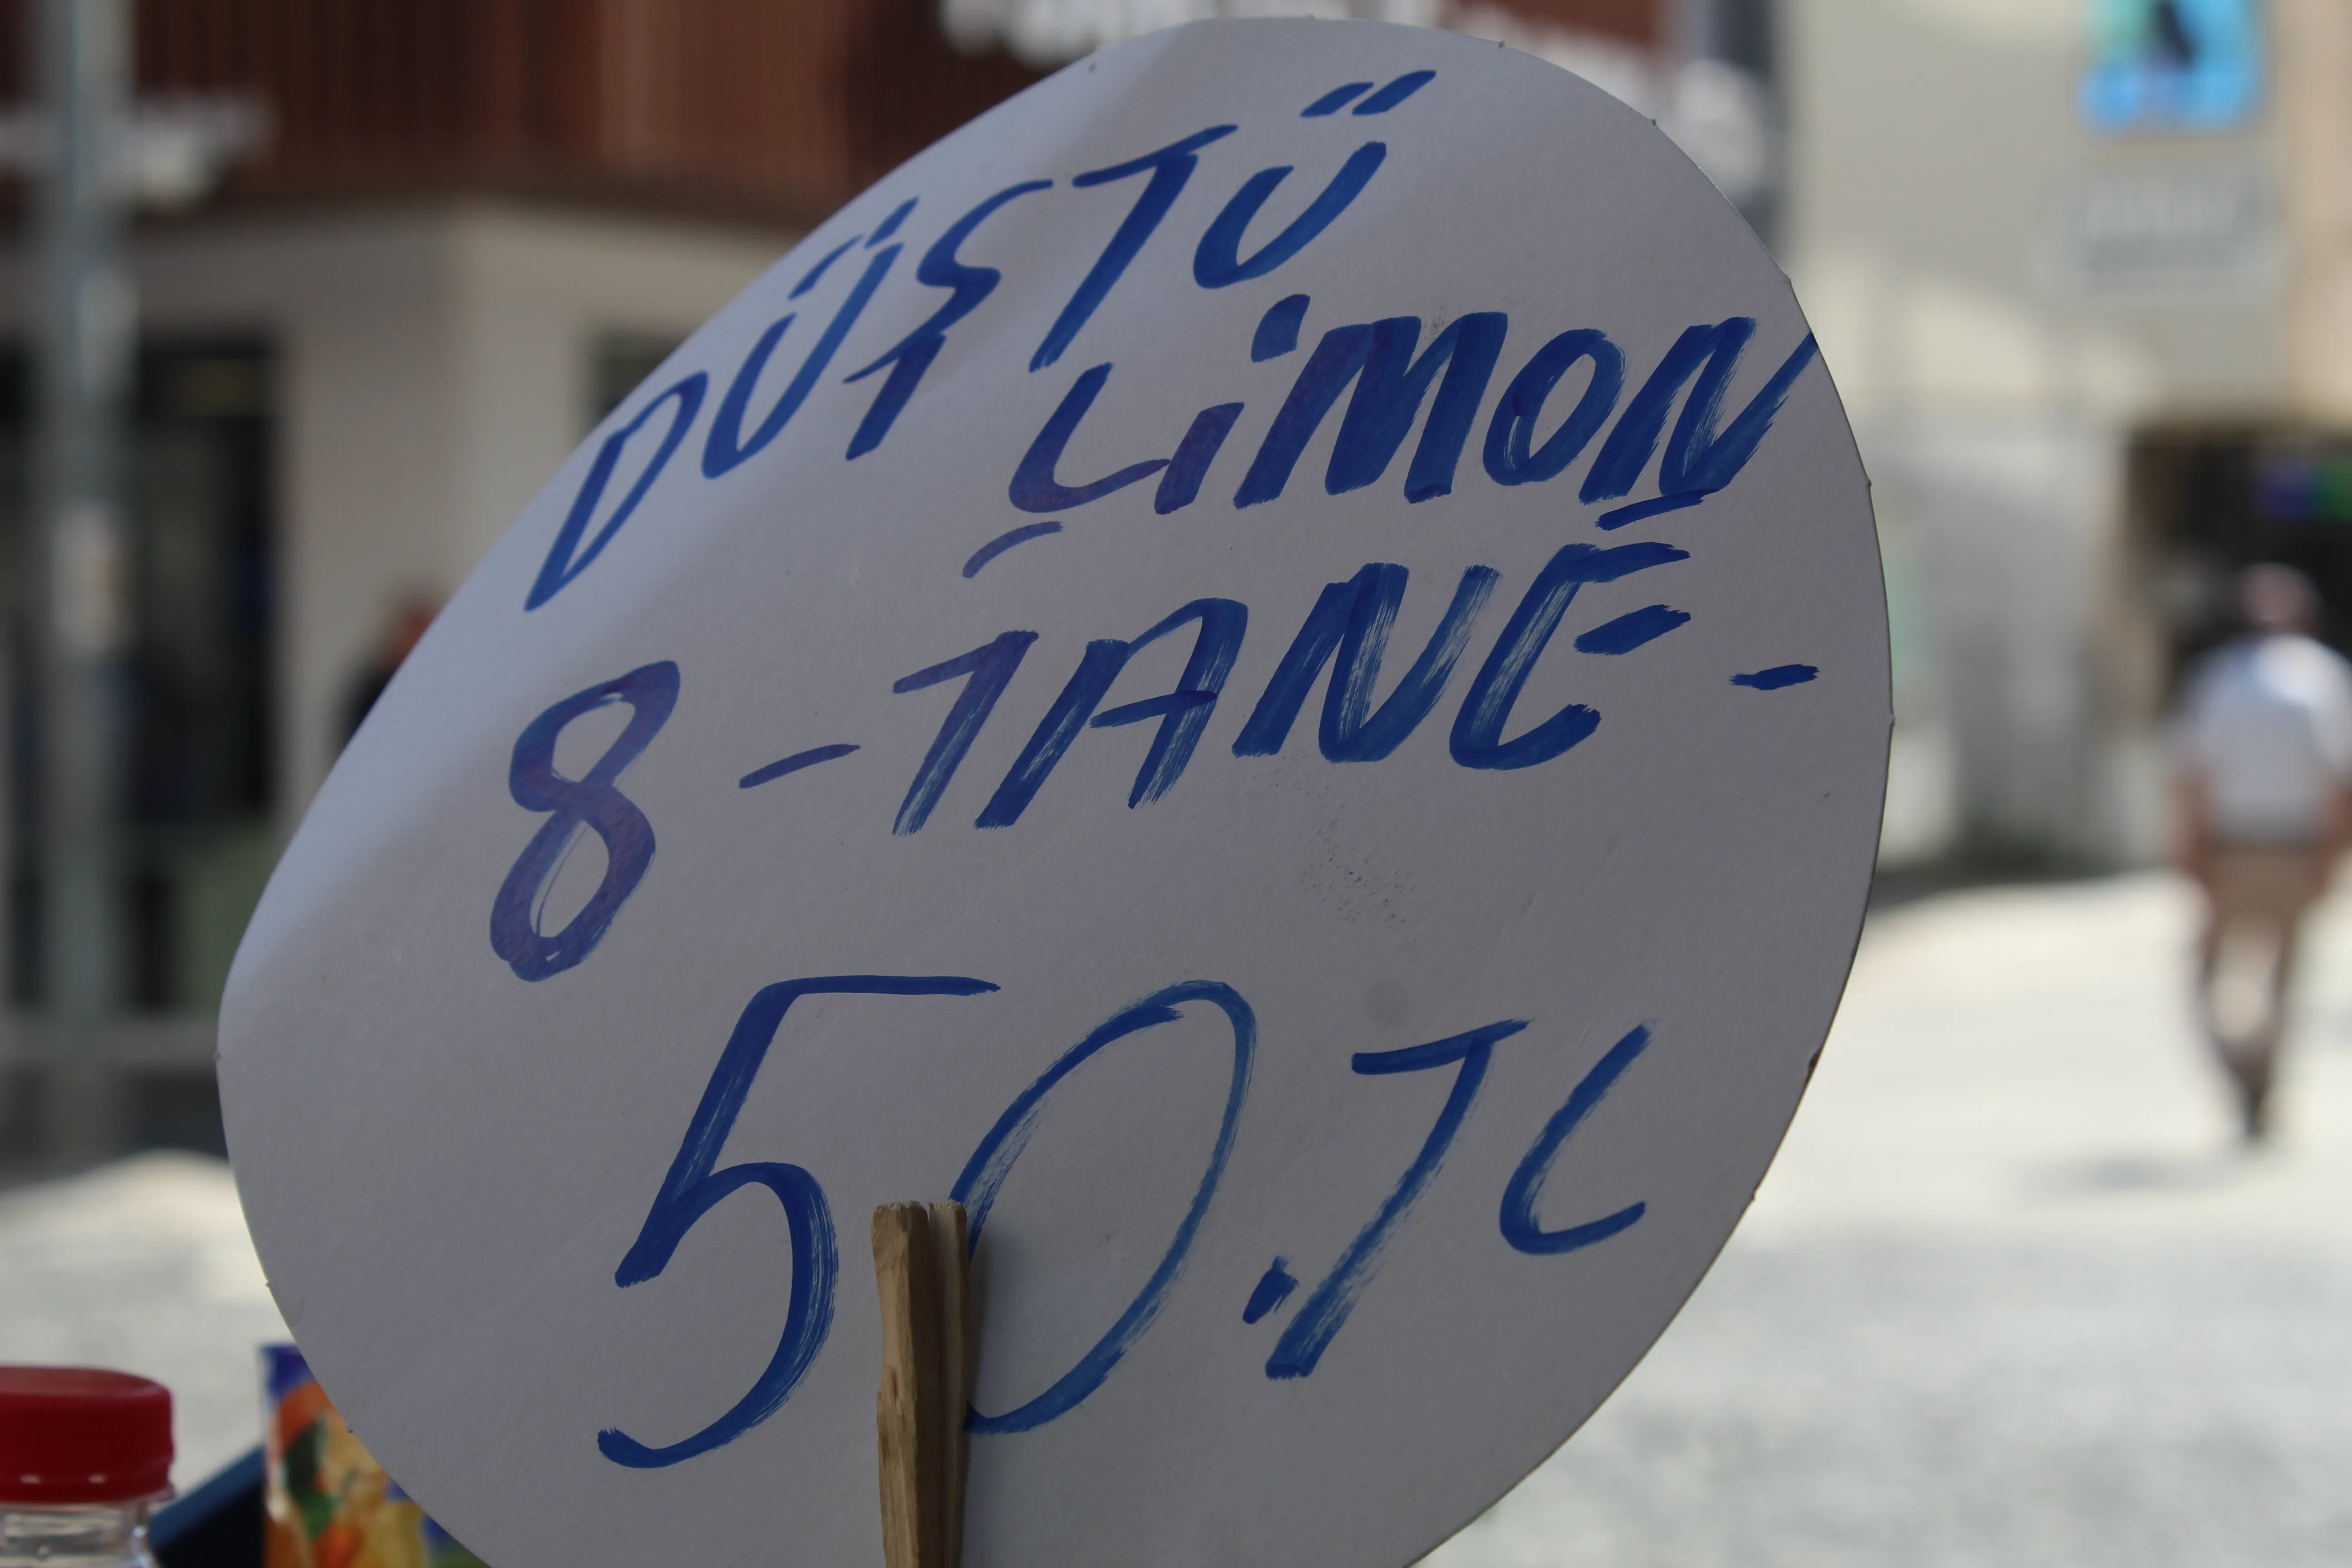 DÜŞTÜ
LİMON
8-TANE-
50.TL